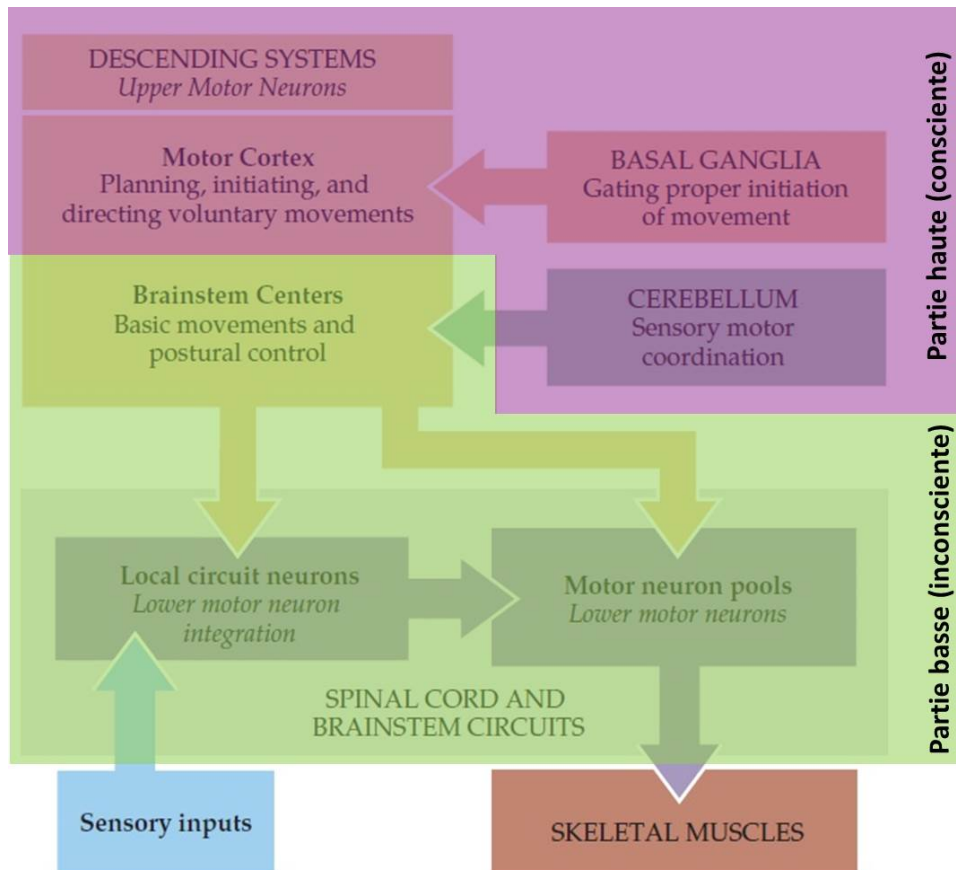 DESCENDING SYSTEMS
Upper Motor Neurons
Motor Cortex
Planning, initiating, and
directing voluntary movements
BASAL GANGLIA
Gating proper initiation
of movement
Brainstem Centers
Basic movements and
postural control
CEREBELLUM
Sensory motor
coordination
Partie haute (consciente)
Local circuit neurons
Lower motor neuron
integration
Motor neuron pools
Lower motor neurons
SPINAL CORD AND
BRAINSTEM CIRCUITS
Partie basse (inconsciente)
Sensory inputs
SKELETAL MUSCLES